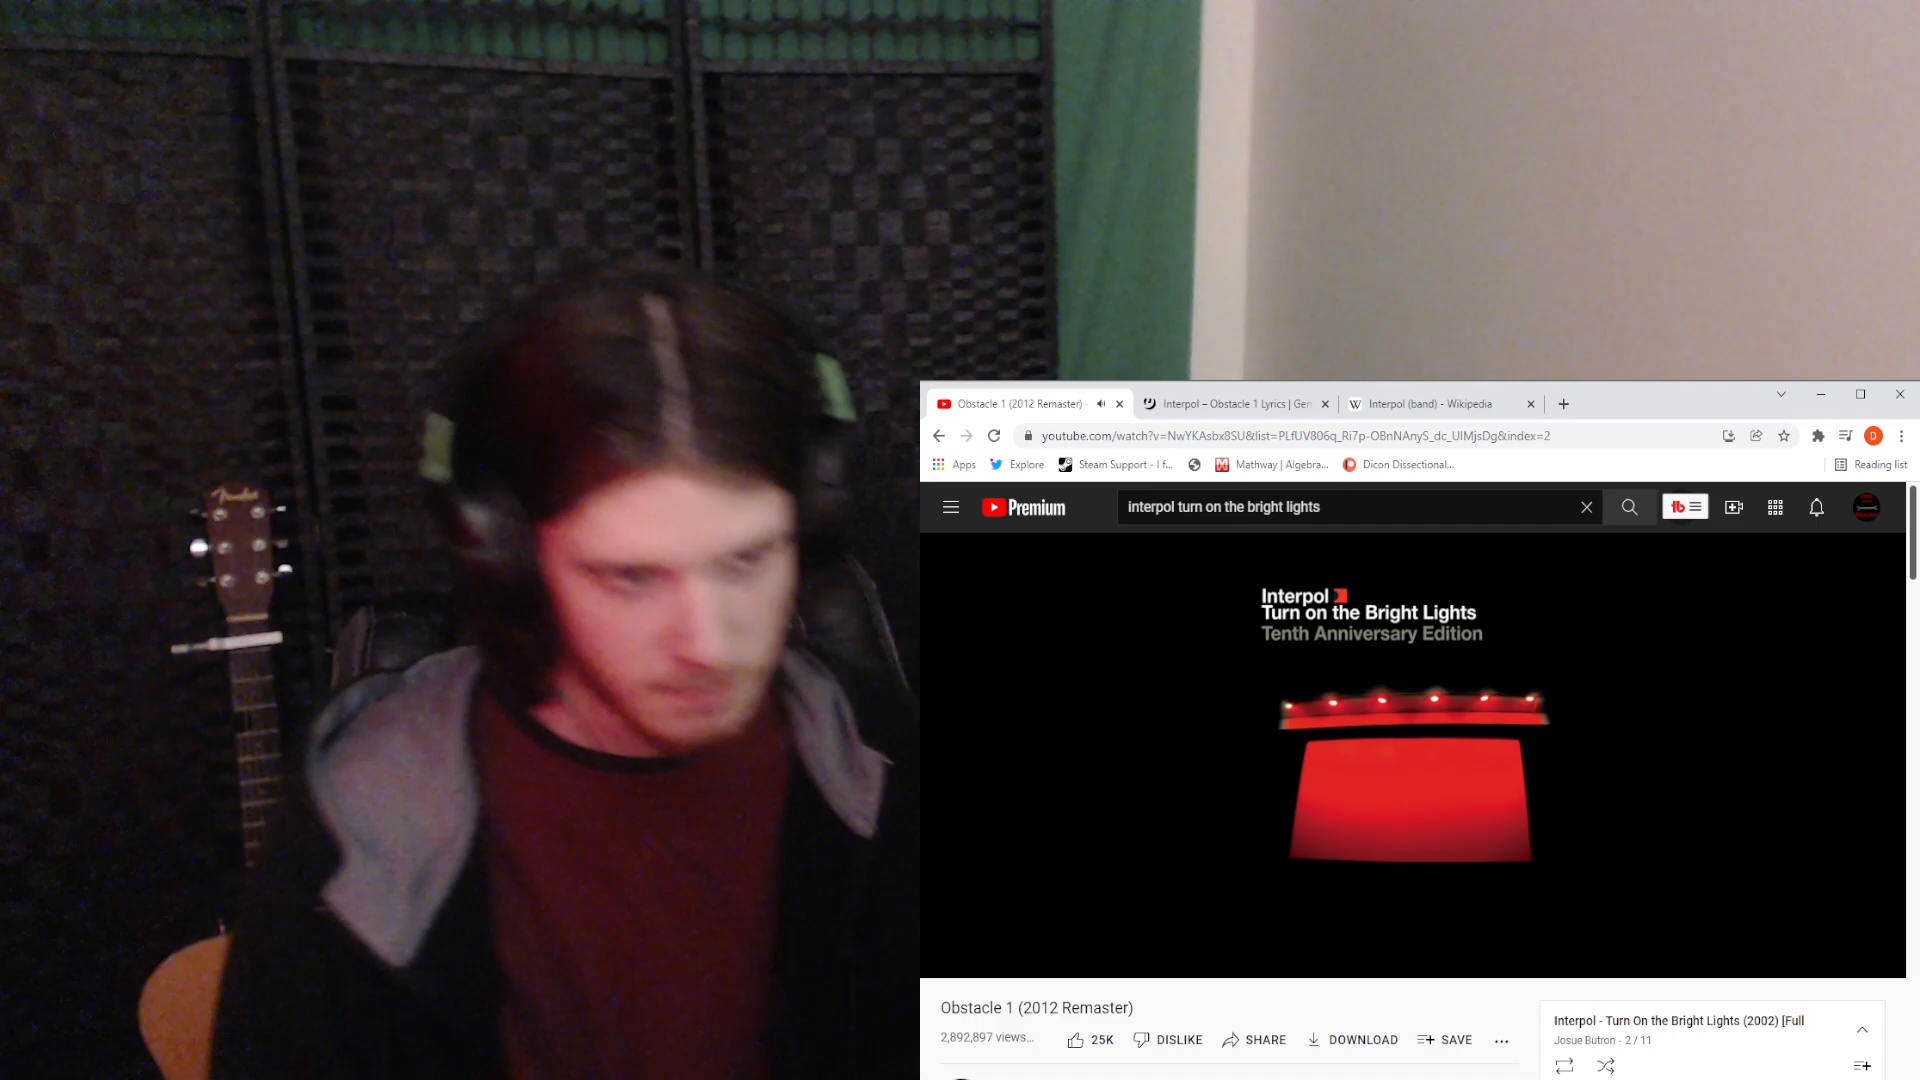 Fender
Obstacle 1 (2012 Remaster) -
Interpol – Obstacle 1 Lyrics | Gen
Interpol (band) - Wikipedia
youtube.com/watch?v=NwYKAsbx8SU&list=PLfUV806q_Ri7p-OBnNAnyS_dc_UIMjsDg&index=2
D
Apps
Explore
Steam Support - I f...
Mathway | Algebra...
Dicon Dissectional...
Reading list
Premium
interpol turn on the bright lights
tb
Interpol
Turn on the Bright Lights
Tenth Anniversary Edition
Obstacle 1 (2012 Remaster)
2,892,897 views...
25K
DISLIKE
SHARE
DOWNLOAD
SAVE
Interpol - Turn On the Bright Lights (2002) [Full
Josue Butron - 2 / 11